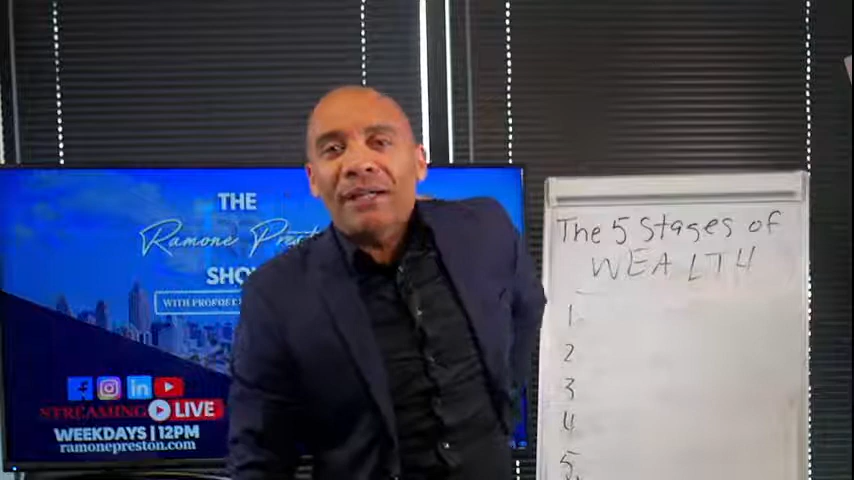 THE
Ramone Prest
SHO
WITH PROPHET
STREAMING LIVE
WEEKDAYS | 12PM
ramonepreston.com
The 5 Stages of
WEALTH
1
2
3
4
5